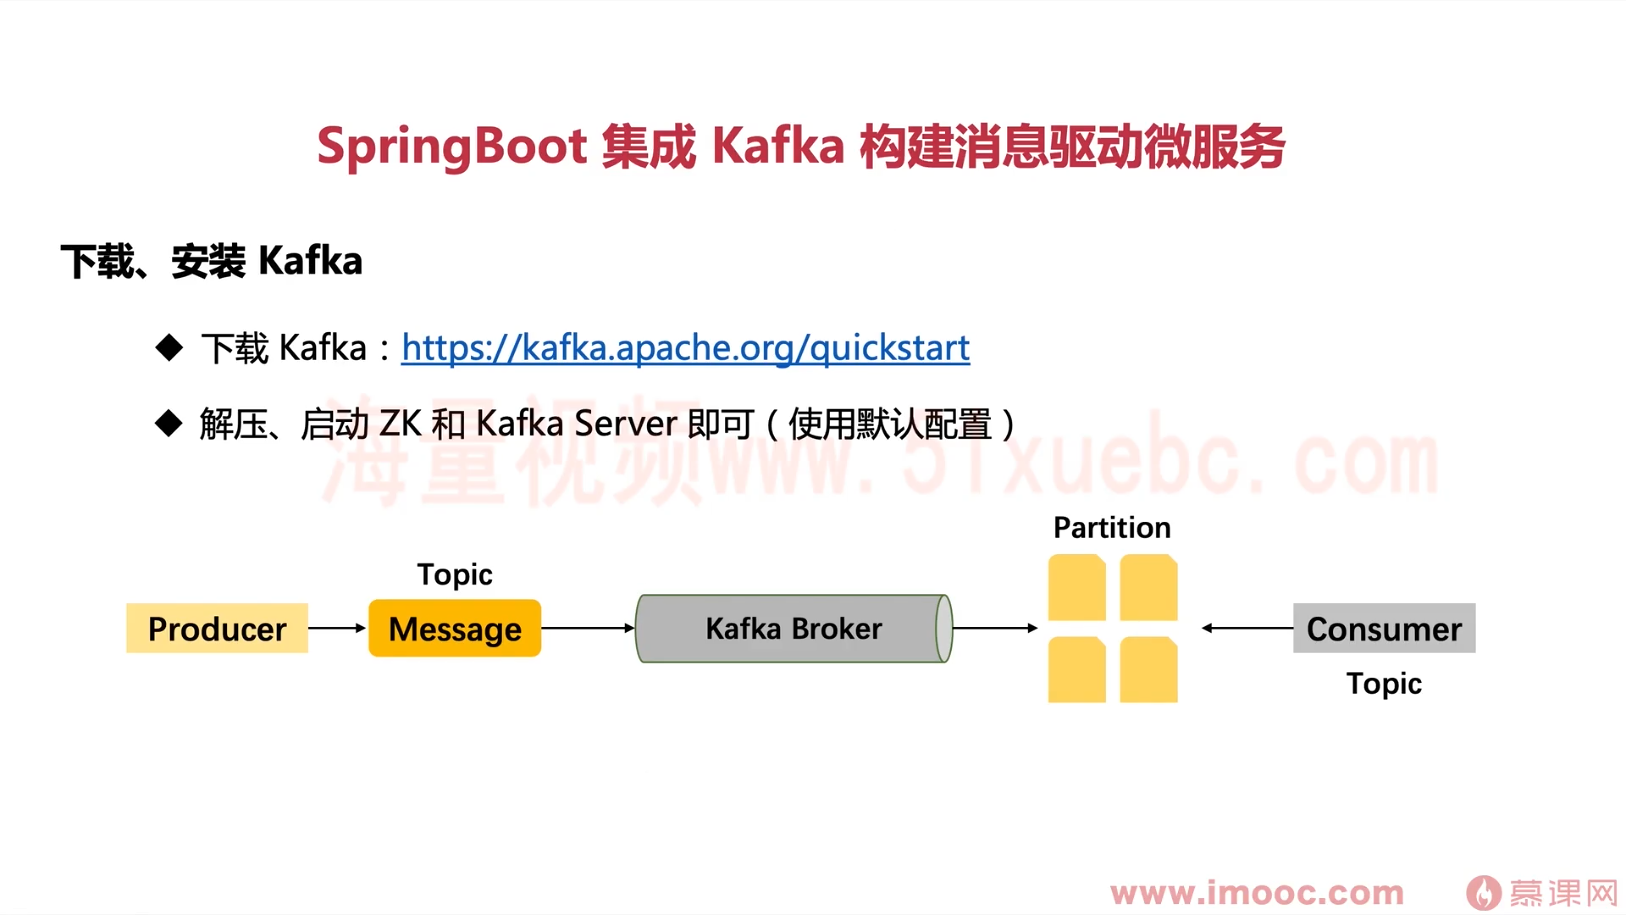 SpringBoot 集成 Kafka 构建消息驱动微服务
下载、安装 Kafka
◆ 下载 Kafka：https://kafka.apache.org/quickstart
◆ 解压、启动 ZK 和 Kafka Server 即可（使用默认配置）
海量视频www.51xuebc.com
Partition
Topic
Producer
Message
Kafka Broker
Consumer
Topic
www.imooc.com
慕课网